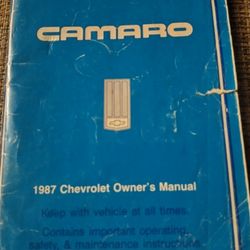 CAMARO
1987 Chevrolet Owner's Manual
Keep with vehicle at all times.
Contains important operating,
safety, & maintenance instructions.